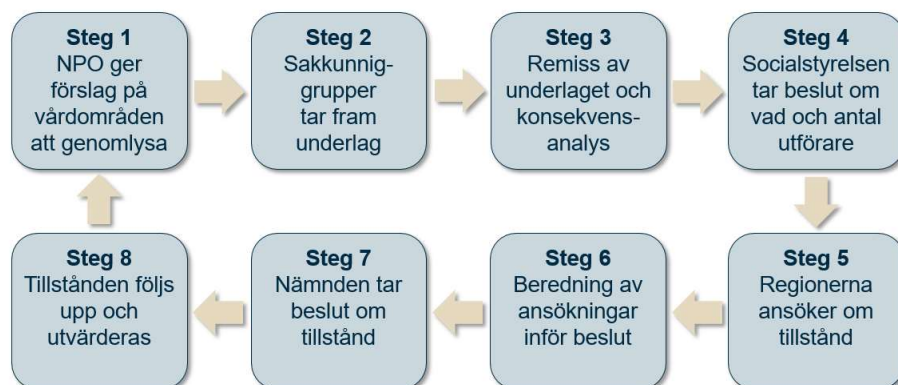 Steg 1
NPO ger
förslag på
vårdområden
att genomlysa
Steg 2
Sakkunnig-
grupper
tar fram
underlag
Steg 3
Remiss av
underlaget och
konsekvens-
analys
Steg 4
Socialstyrelsen
tar beslut om
vad och antal
utförare
Steg 5
Regionerna
ansöker om
tillstånd
Steg 6
Beredning av
ansökningar
inför beslut
Steg 7
Nämnden tar
beslut om
tillstånd
Steg 8
Tillstånden följs
upp och
utvärderas